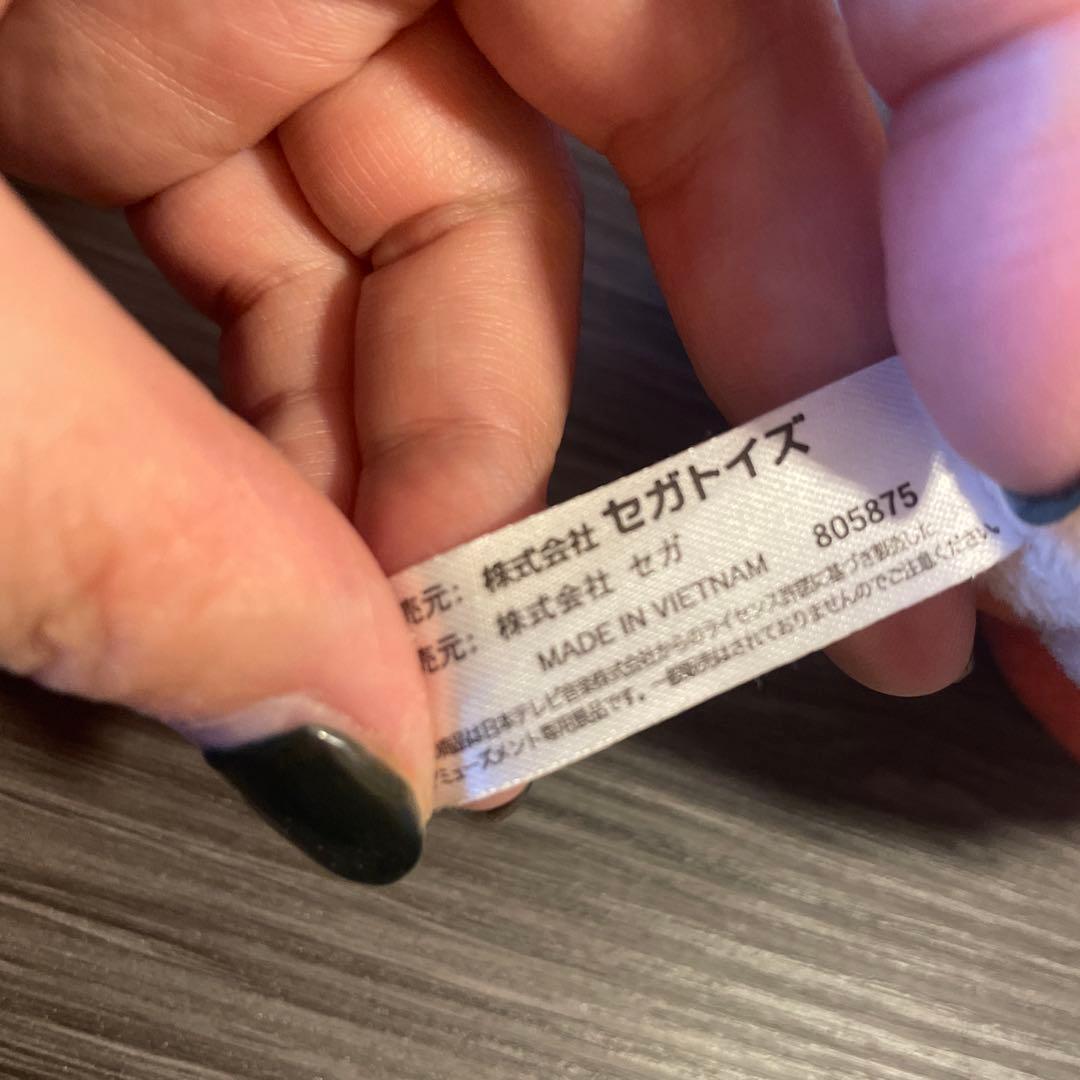 売元: 株式会社 セガトイズ
売元: 株式会社 セガ
MADE IN VIETNAM 805875
商品は日本テレビ音楽株式会社からのライセンス許諾に基づき製造した
ミューズメント専用景品です。一般販売はされておりませんのでご注意ください。